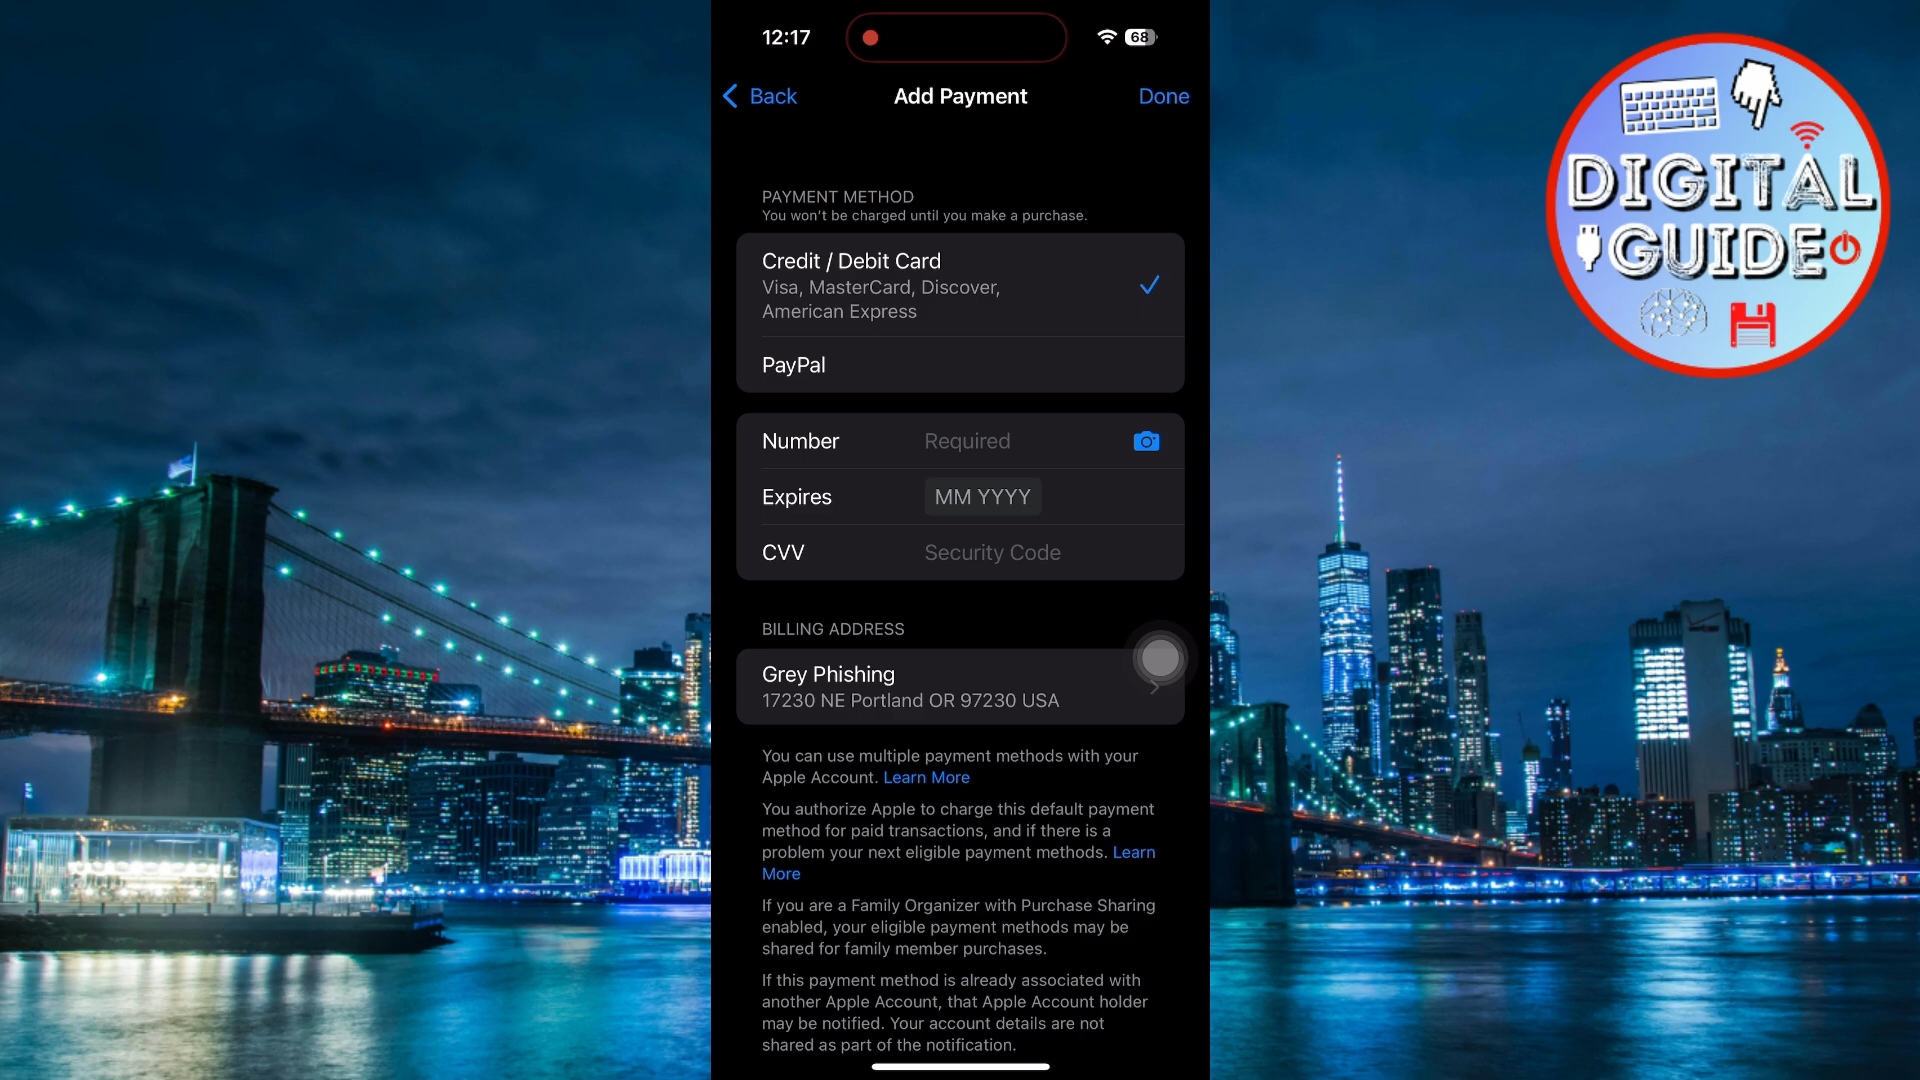 12:17
68
Back
Add Payment
Done
PAYMENT METHOD
You won't be charged until you make a purchase.
Credit / Debit Card
Visa, MasterCard, Discover,
American Express
PayPal
Number
Required
Expires
MM YYYY
CVV
Security Code
BILLING ADDRESS
Grey Phishing
17230 NE Portland OR 97230 USA
You can use multiple payment methods with your
Apple Account. Learn More
You authorize Apple to charge this default payment
method for paid transactions, and if there is a
problem your next eligible payment methods. Learn
More
If you are a Family Organizer with Purchase Sharing
enabled, your eligible payment methods may be
shared for family member purchases.
If this payment method is already associated with
another Apple Account, that Apple Account holder
may be notified. Your account details are not
shared as part of the notification.
DIGITAL
GUIDE
verizon